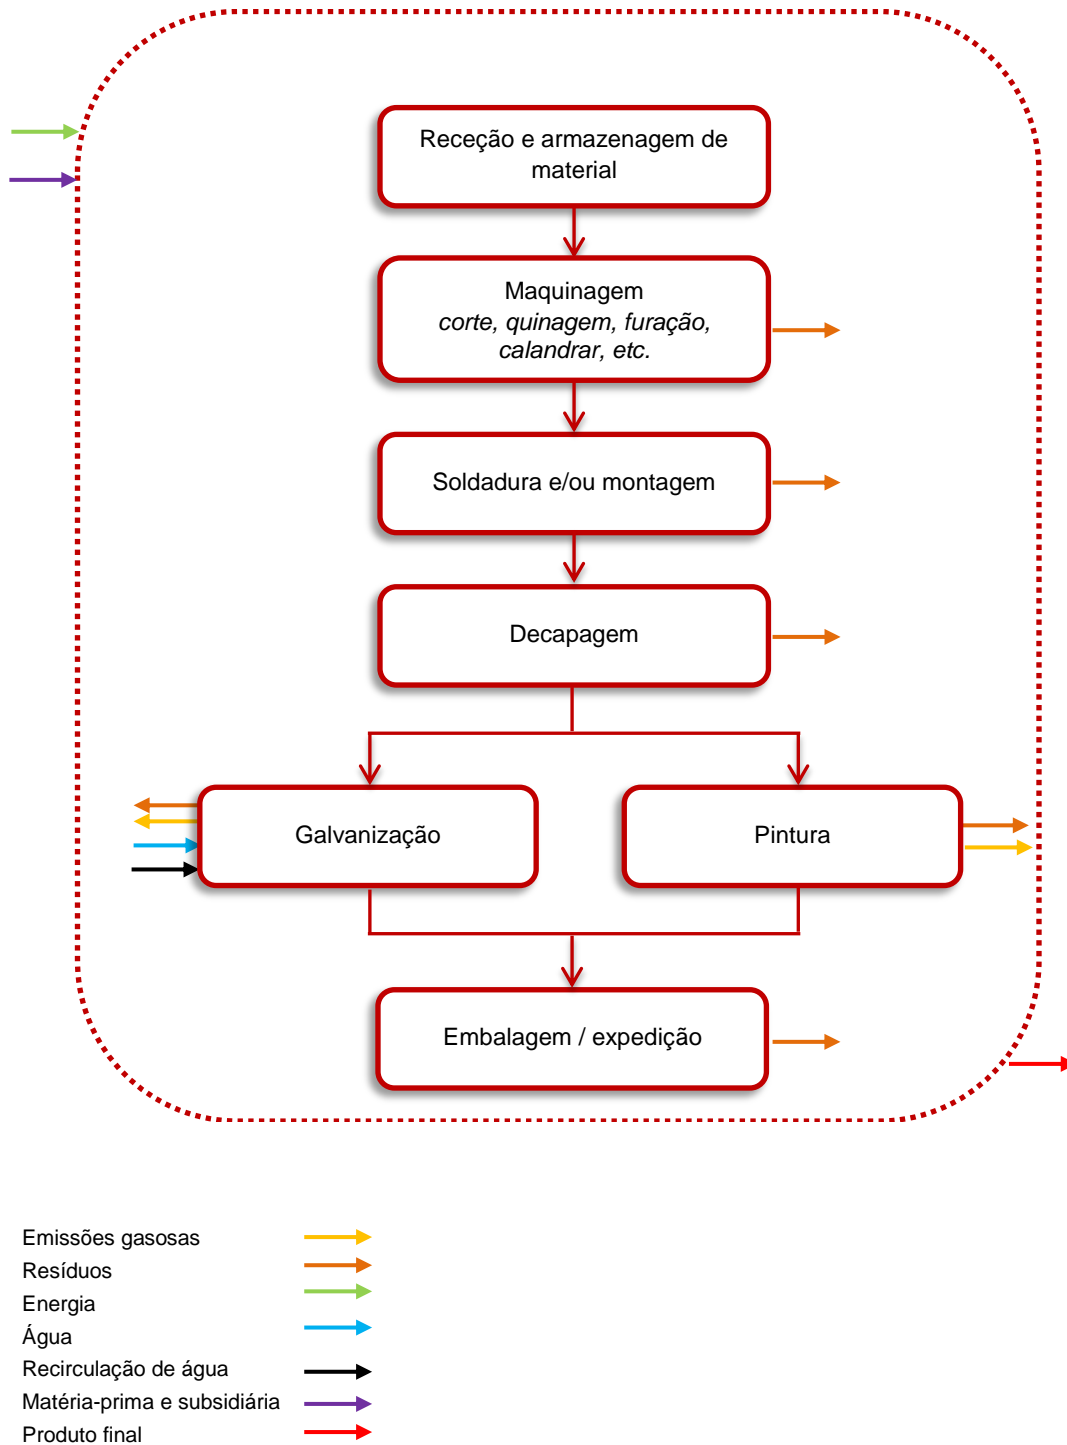 Receção e armazenagem de
material
Maquinagem
corte, quinagem, furação,
calandrar, etc.
Soldadura e/ou montagem
Decapagem
Galvanização
Pintura
Embalagem / expedição
Emissões gasosas
Resíduos
Energia
Água
Recirculação de água
Matéria-prima e subsidiária
Produto final